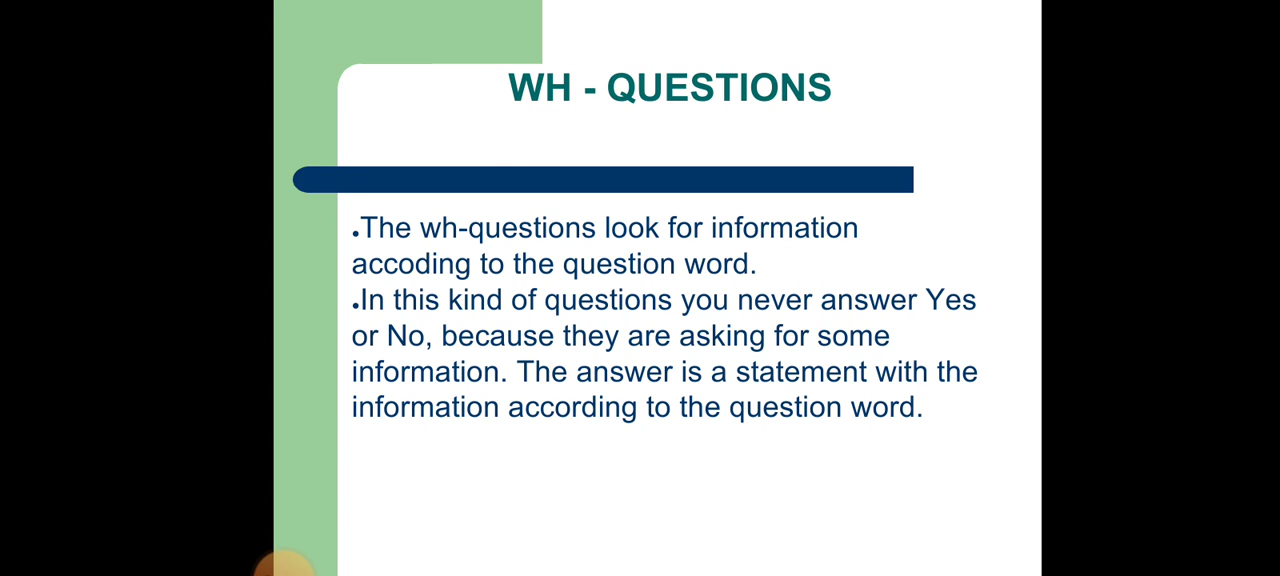 WH - QUESTIONS
.The wh-questions look for information
accoding to the question word.
.In this kind of questions you never answer Yes
or No, because they are asking for some
information. The answer is a statement with the
information according to the question word.